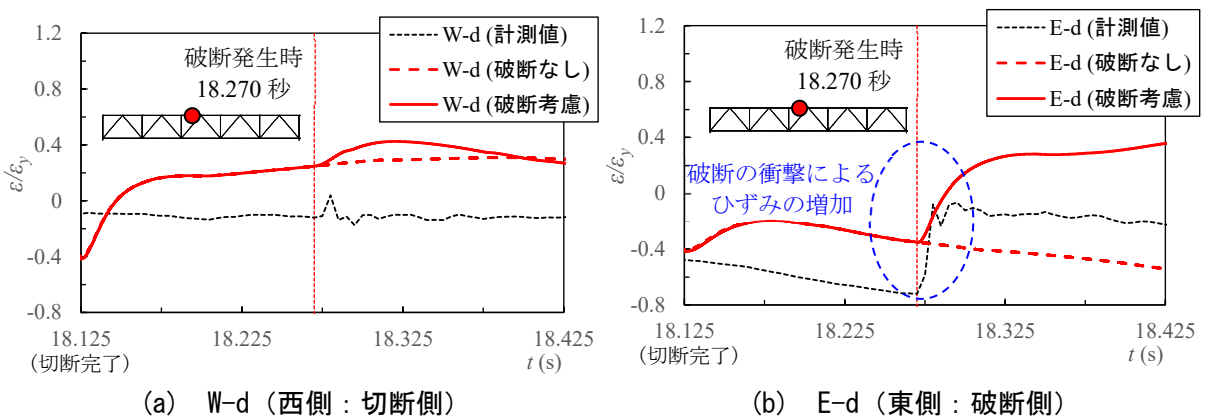 1.2
0.8
0.4
0
-0.4
-0.8
ε/εy
破断発生時
18.270 秒
W-d (計測値)
W-d (破断なし)
W-d (破断考慮)
18.125
18.225
18.325
18.425
(切断完了)
t (s)
(a) W-d（西側：切断側）
1.2
0.8
0.4
0
-0.4
-0.8
ε/εy
破断発生時
18.270 秒
E-d (計測値)
E-d (破断なし)
E-d (破断考慮)
破断の衝撃による
ひずみの増加
18.125
18.225
18.325
18.425
(切断完了)
t (s)
(b) E-d（東側：破断側）